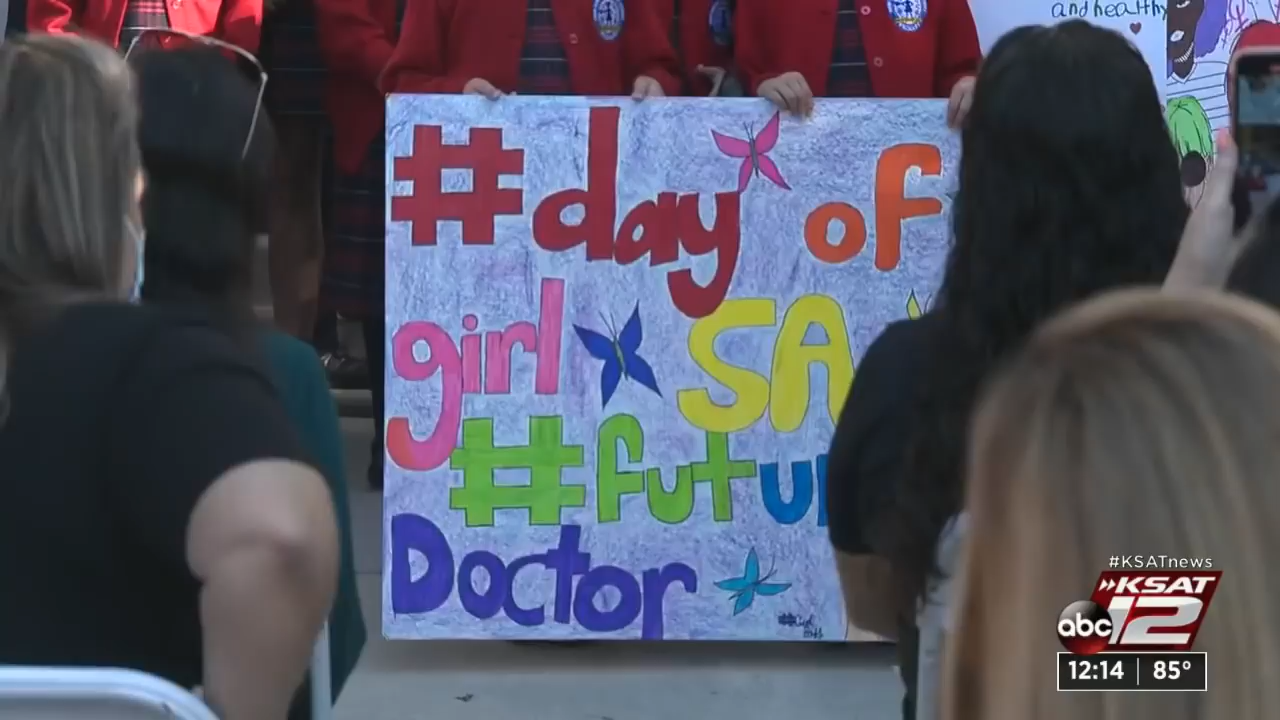 and healthy
#day of
girl SA
#futu
Doctor
#KSATnews
KSAT
abc 12
12:14 85°